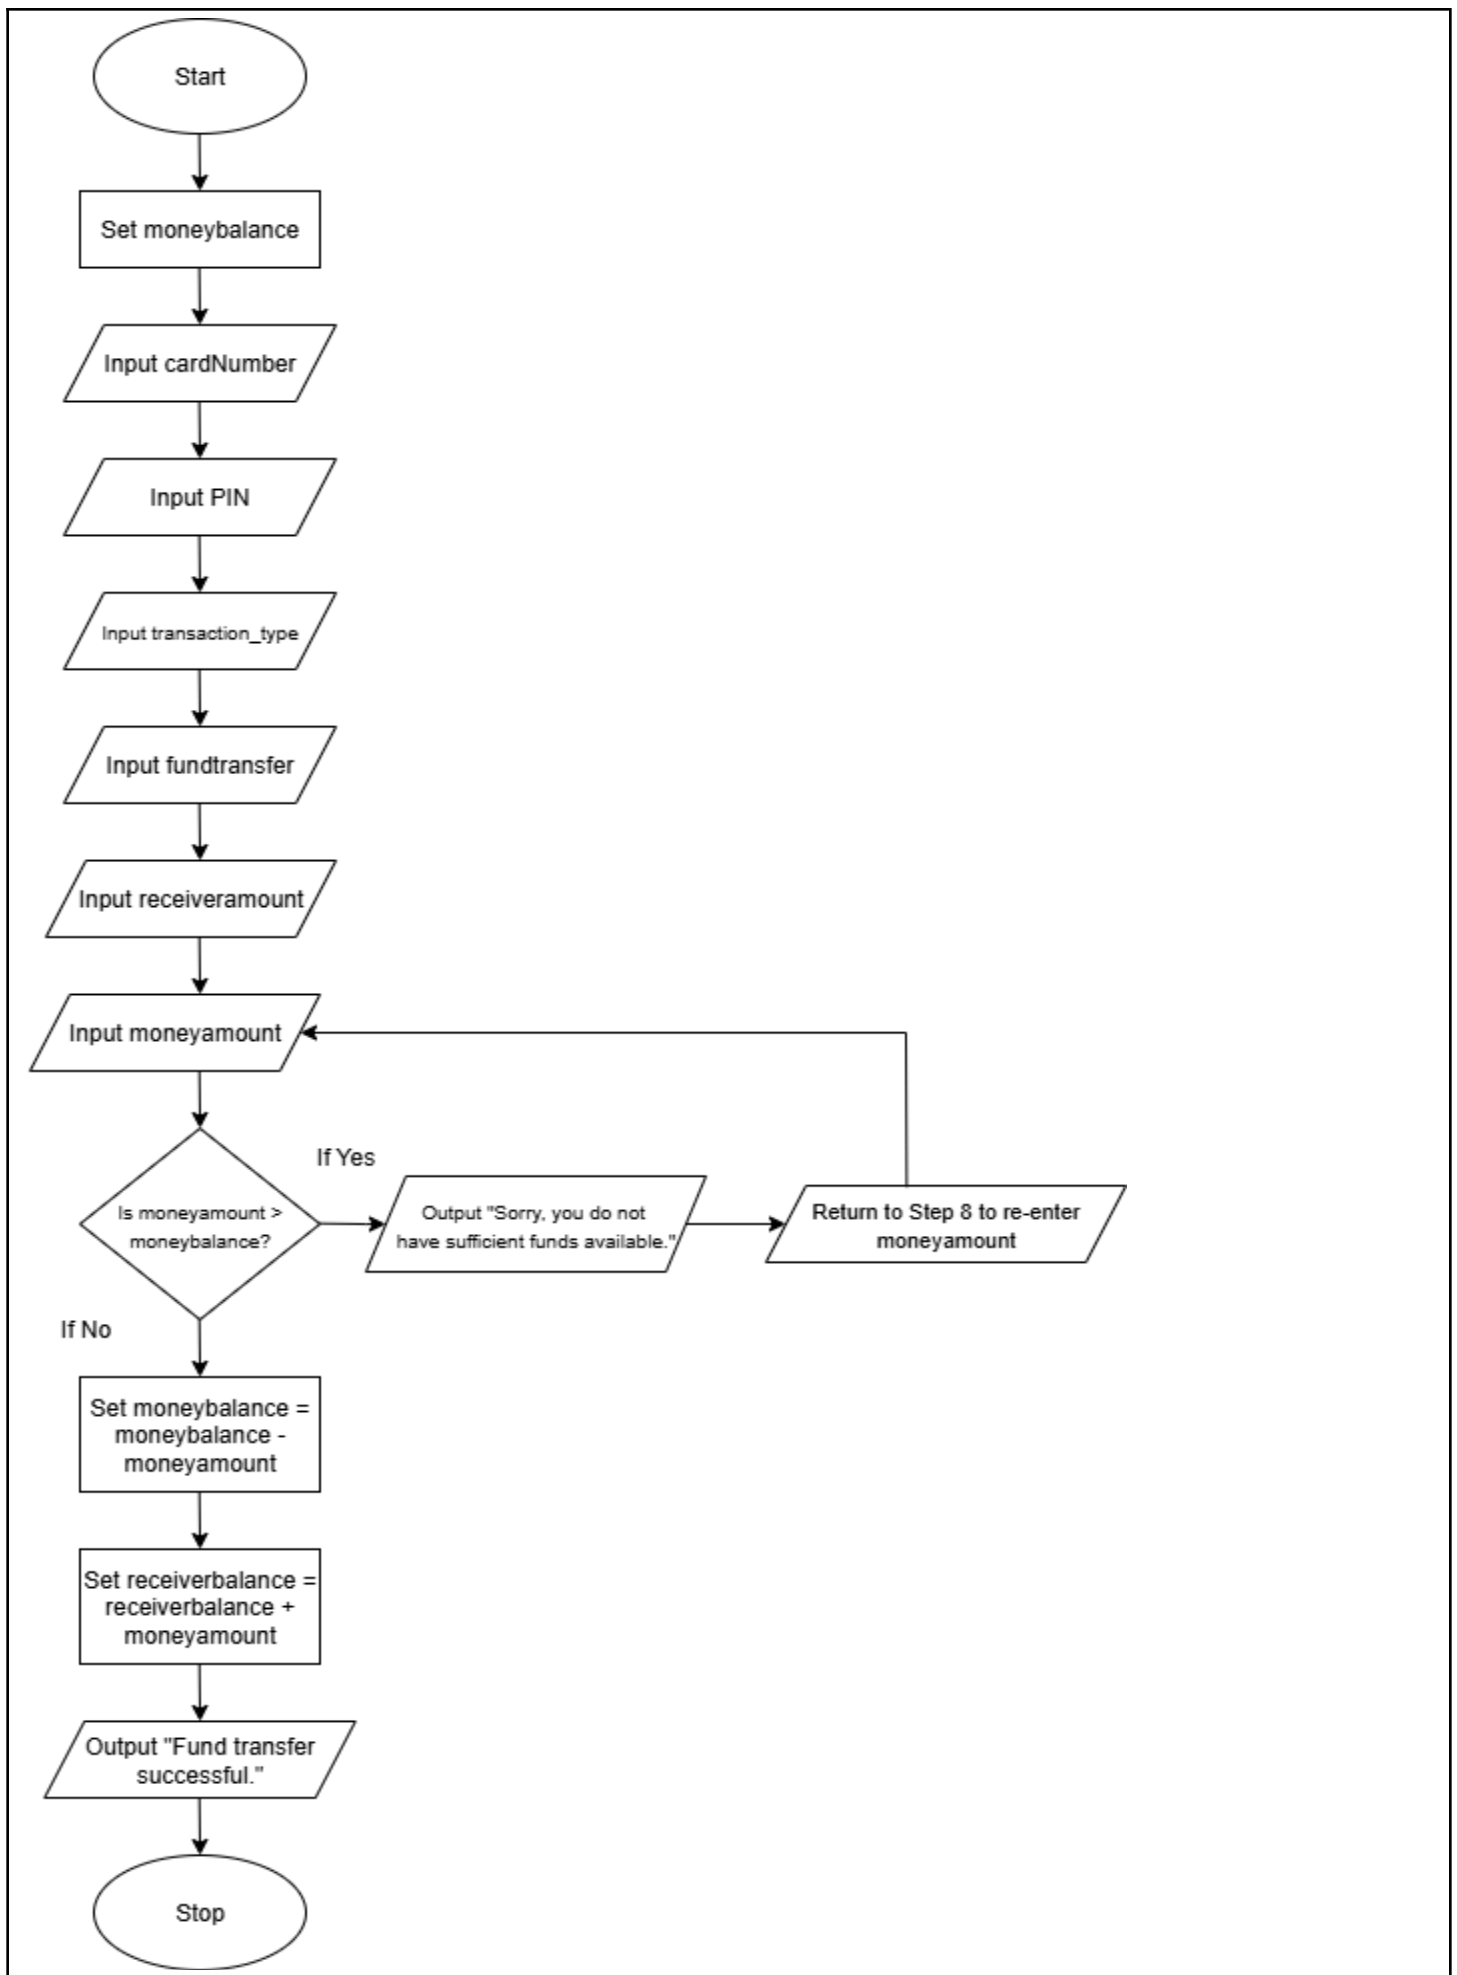 Start
Set moneybalance
Input cardNumber
Input PIN
Input transaction_type
Input fundtransfer
Input receiveramount
Input moneyamount
If Yes
Is moneyamount >
moneybalance?
Output "Sorry, you do not
have sufficient funds available."
Return to Step 8 to re-enter
moneyamount
If No
Set moneybalance =
moneybalance -
moneyamount
Set receiverbalance =
receiverbalance +
moneyamount
Output "Fund transfer
successful."
Stop